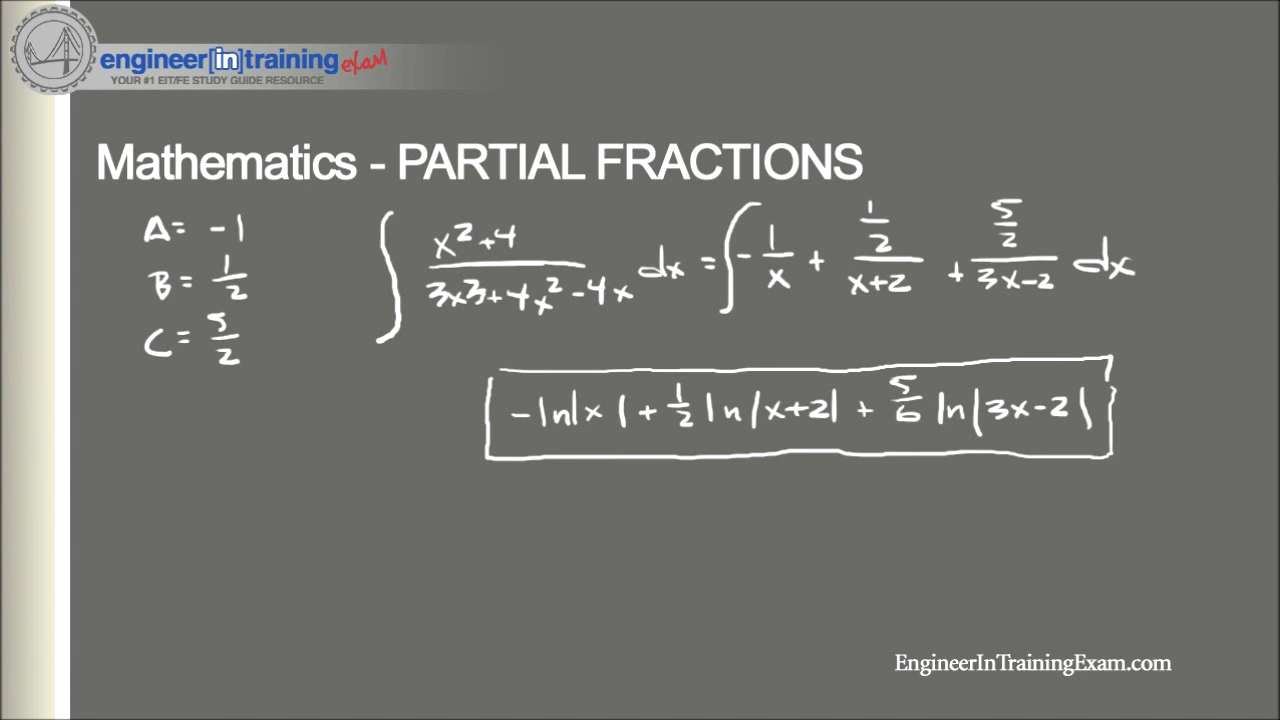 engineer[in]training exam
YOUR #1 EIT/FE STUDY GUIDE RESOURCE
Mathematics - PARTIAL FRACTIONS
A = -1
B = 1/2
C = 5/2
∫ (x²+4)/(3x³+4x²-4x) dx = ∫ -1/x + (1/2)/(x+2) + (5/2)/(3x-2) dx
-ln|x| + 1/2 ln|x+2| + 5/6 ln|3x-2|
EngineerInTrainingExam.com